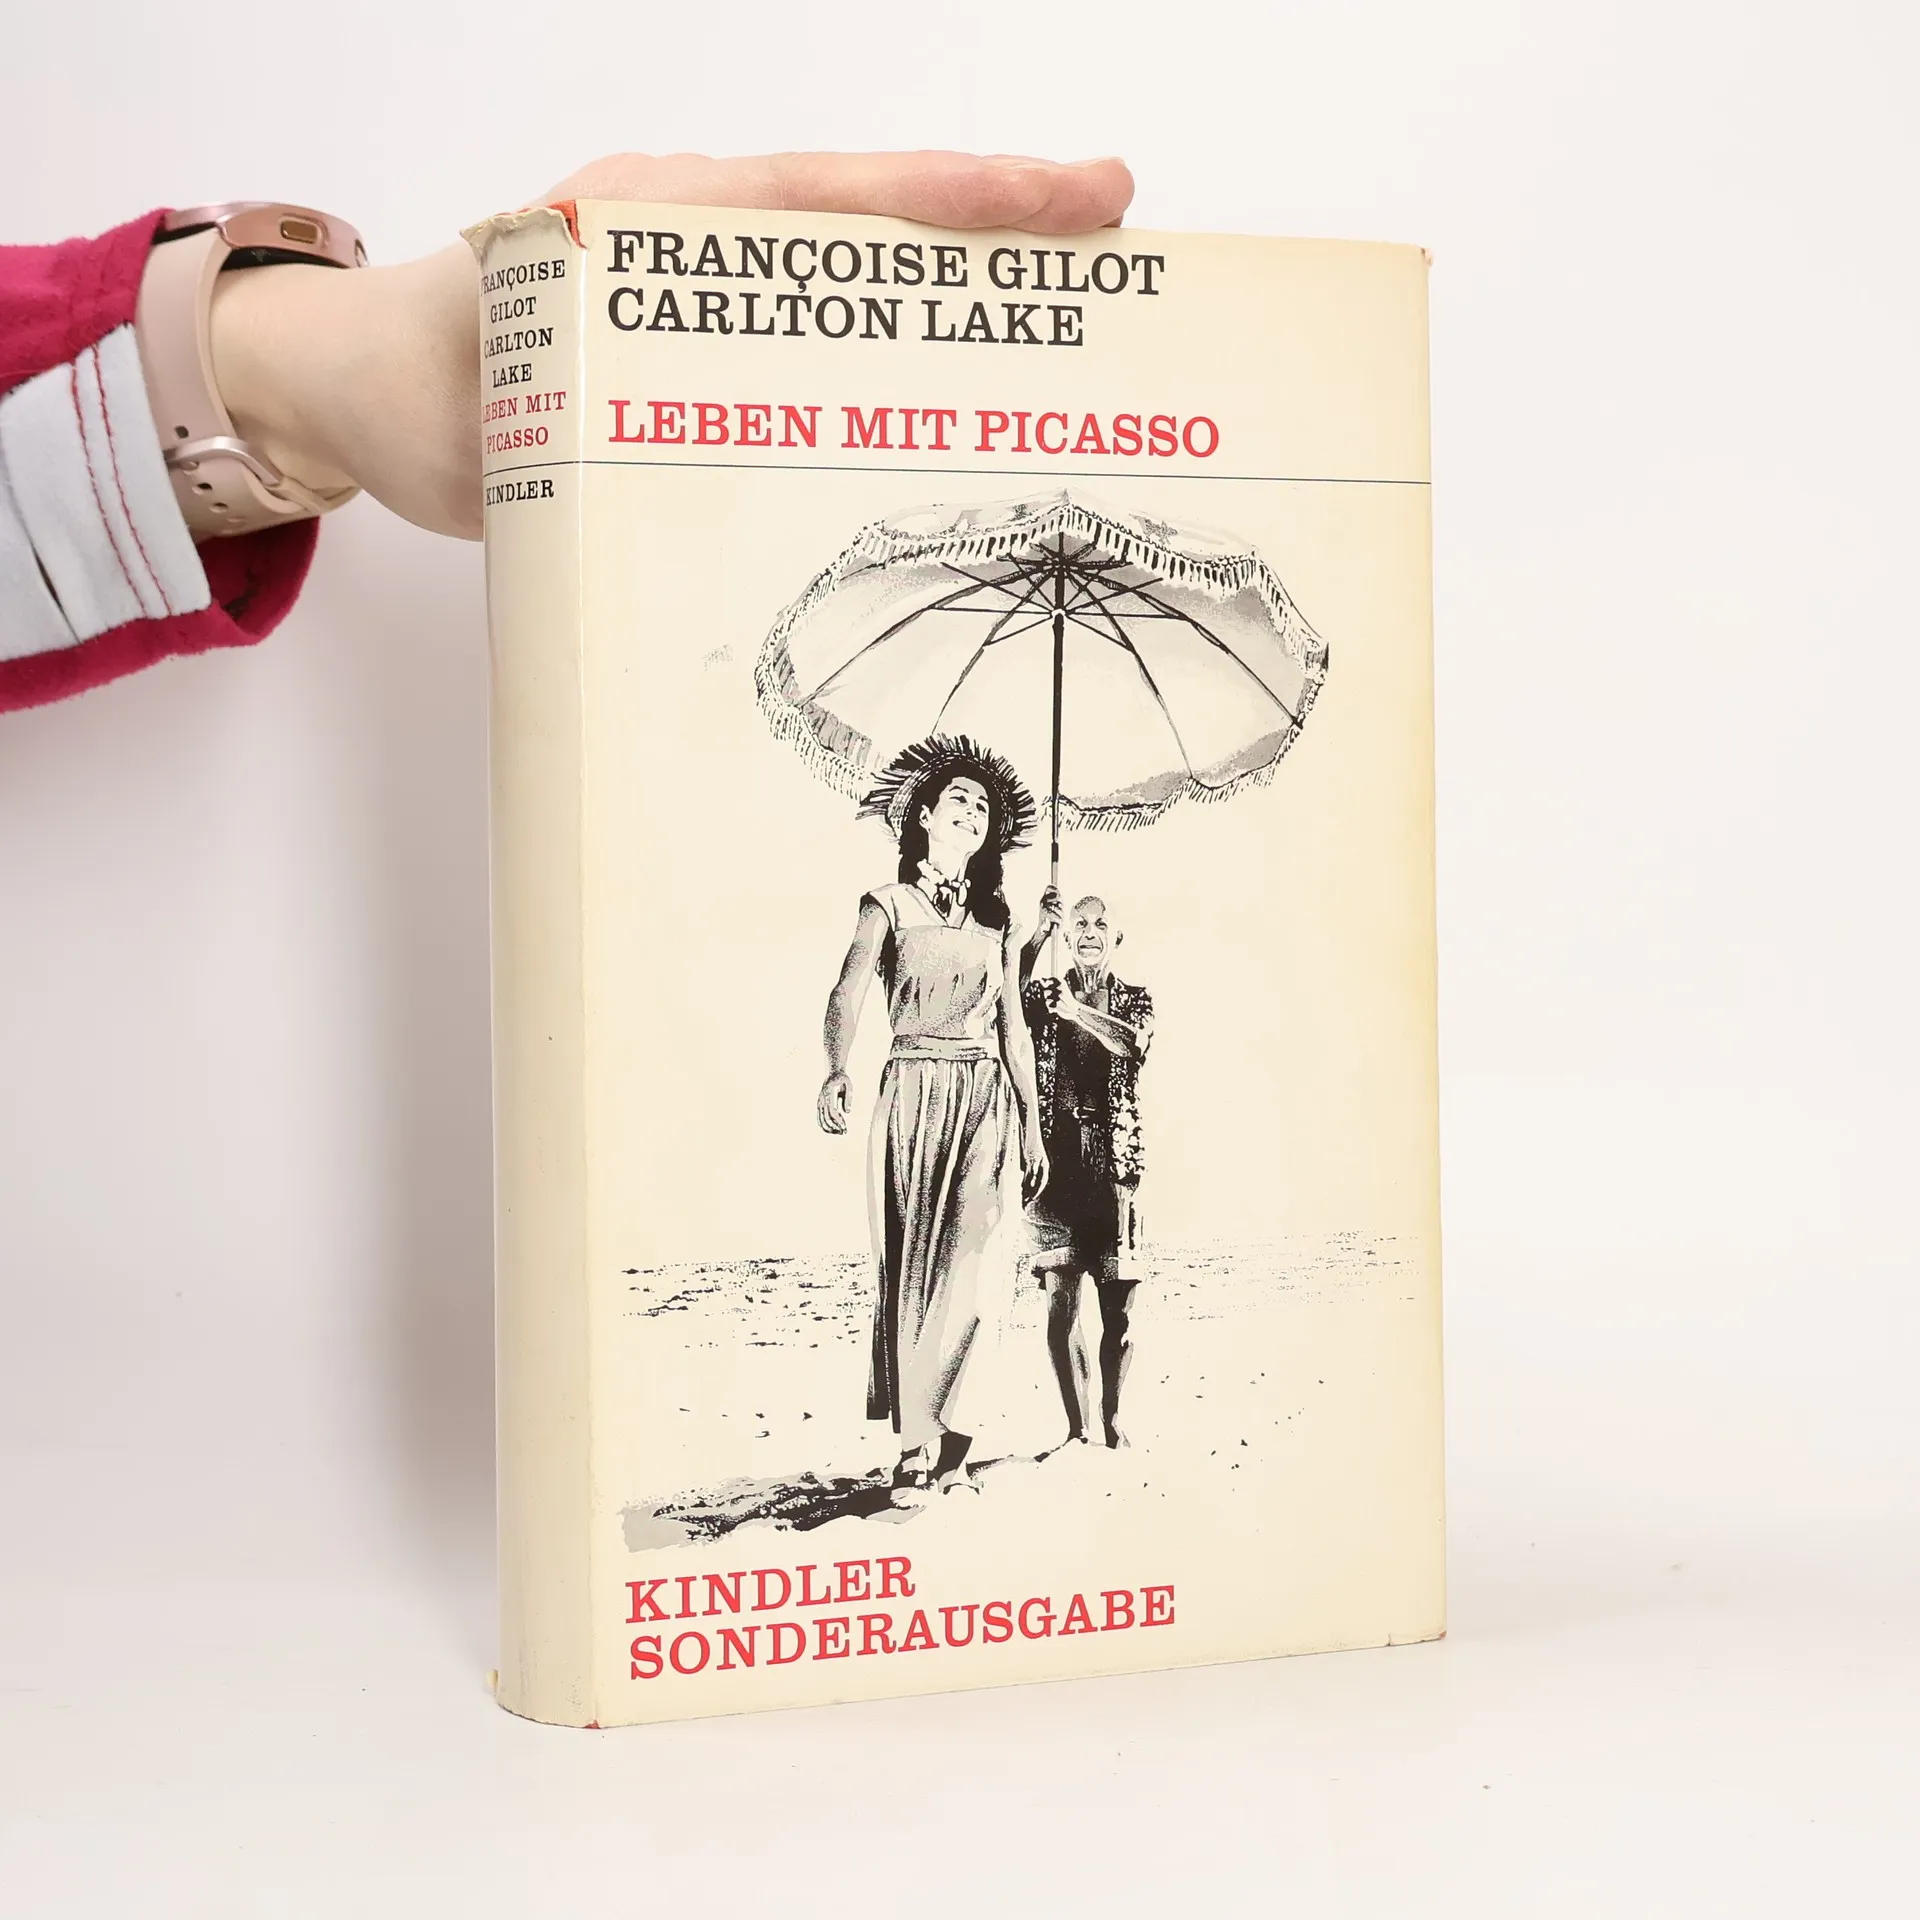 FRANÇOISE GILOT
CARLTON LAKE
LEBEN MIT PICASSO
KINDLER
SONDERAUSGABE
FRANÇOISE
GILOT
CARLTON
LAKE
LEBEN MIT
PICASSO
KINDLER